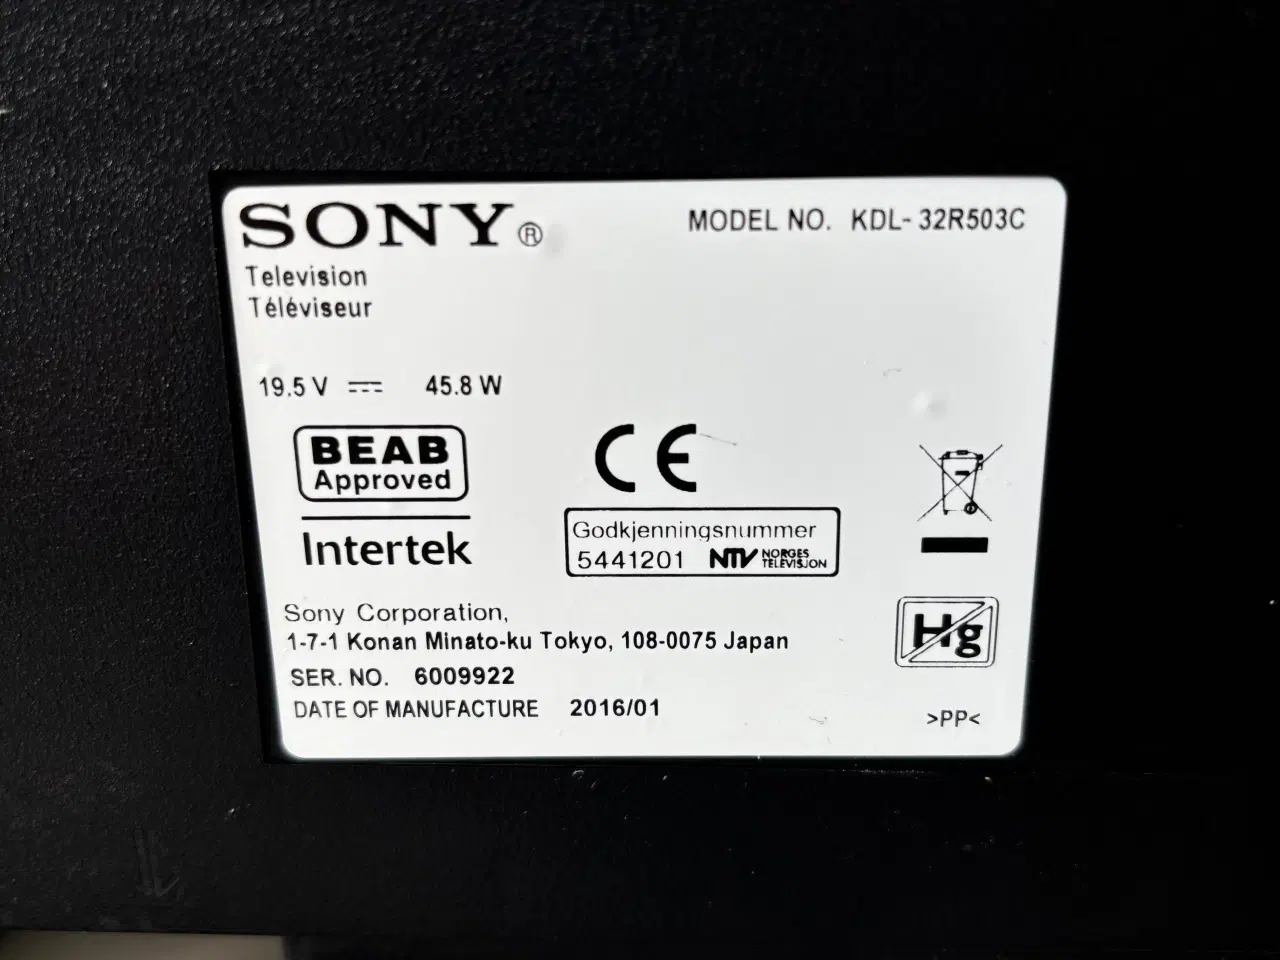 SONY®
MODEL NO. KDL-32R503C
Television
Téléviseur
19.5 V ⎓ 45.8 W
BEAB
Approved
Intertek
CE
Godkjenningsnummer
5441201 NTV NORGES
TELEVISJON
Sony Corporation,
1-7-1 Konan Minato-ku Tokyo, 108-0075 Japan
SER. NO. 6009922
DATE OF MANUFACTURE 2016/01
Hg
>PP<